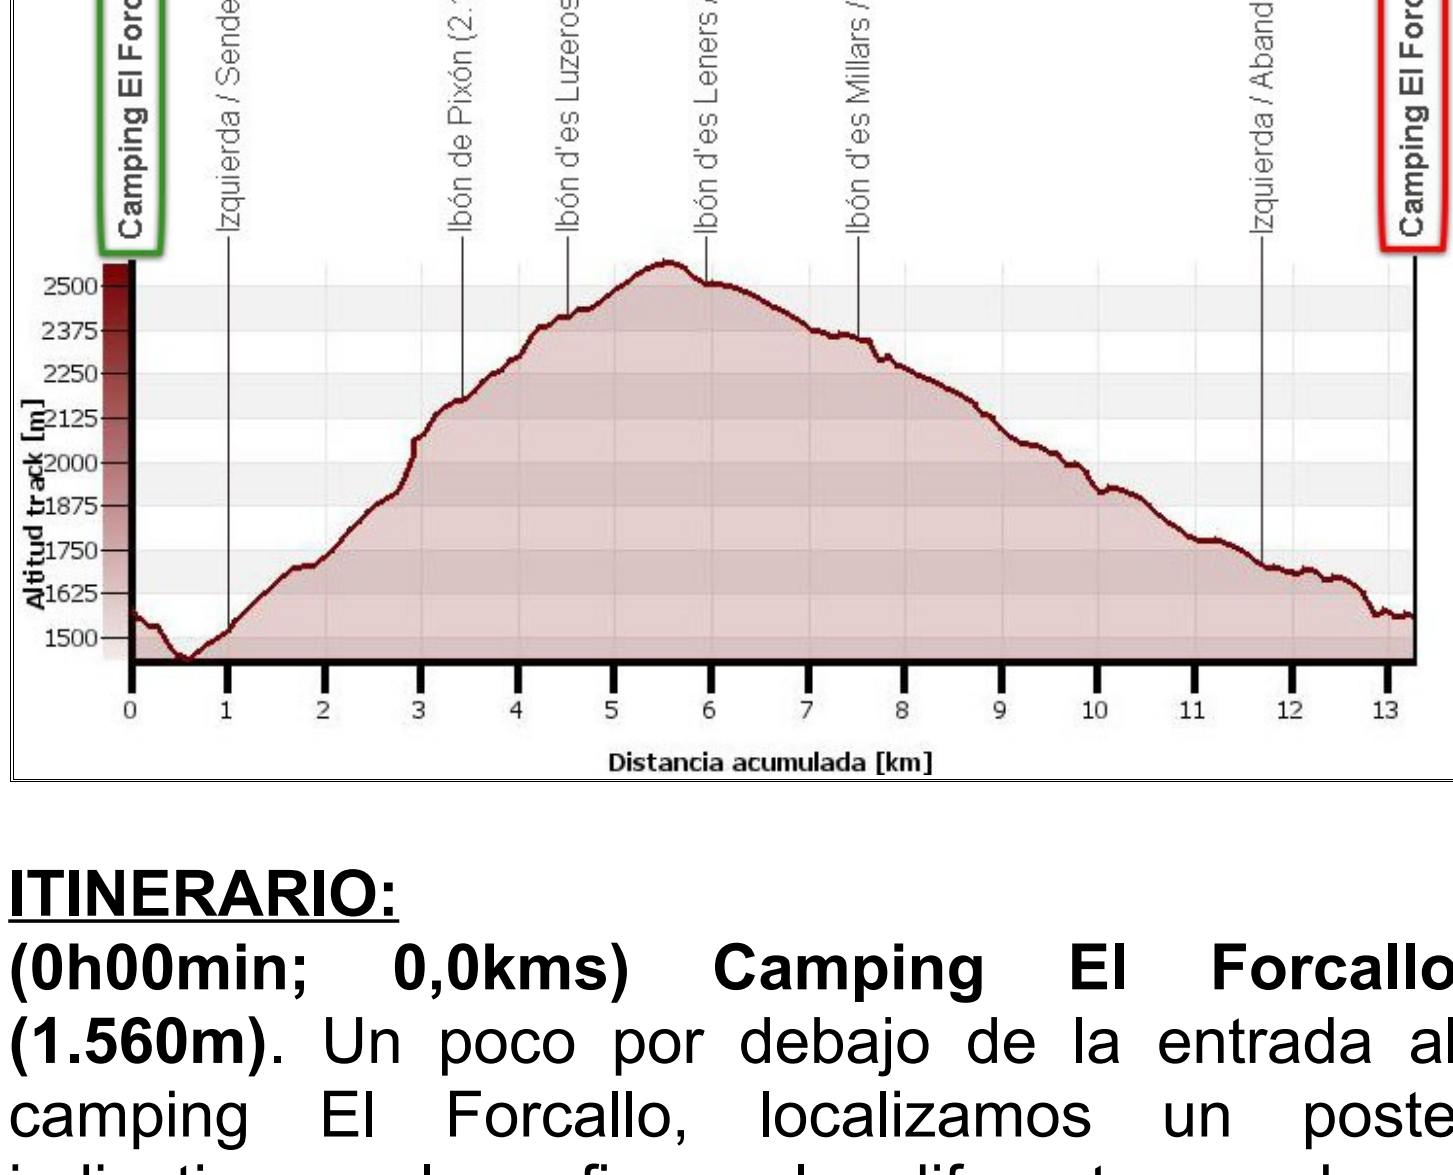 Camping El Forc
Izquierda / Sende
Ibón de Pixón (2.
Ibón d'es Luzeros
Ibón d'es Leners
Ibón d'es Millars /
Izquierda / Aband
Camping El Forc
2500
2375
2250
2125
2000
1875
1750
1625
1500
Altitud track [m]
0 1 2 3 4 5 6 7 8 9 10 11 12 13
Distancia acumulada [km]
ITINERARIO:
(0h00min; 0,0kms) Camping El Forcallo
(1.560m). Un poco por debajo de la entrada al
camping El Forcallo, localizamos un poste